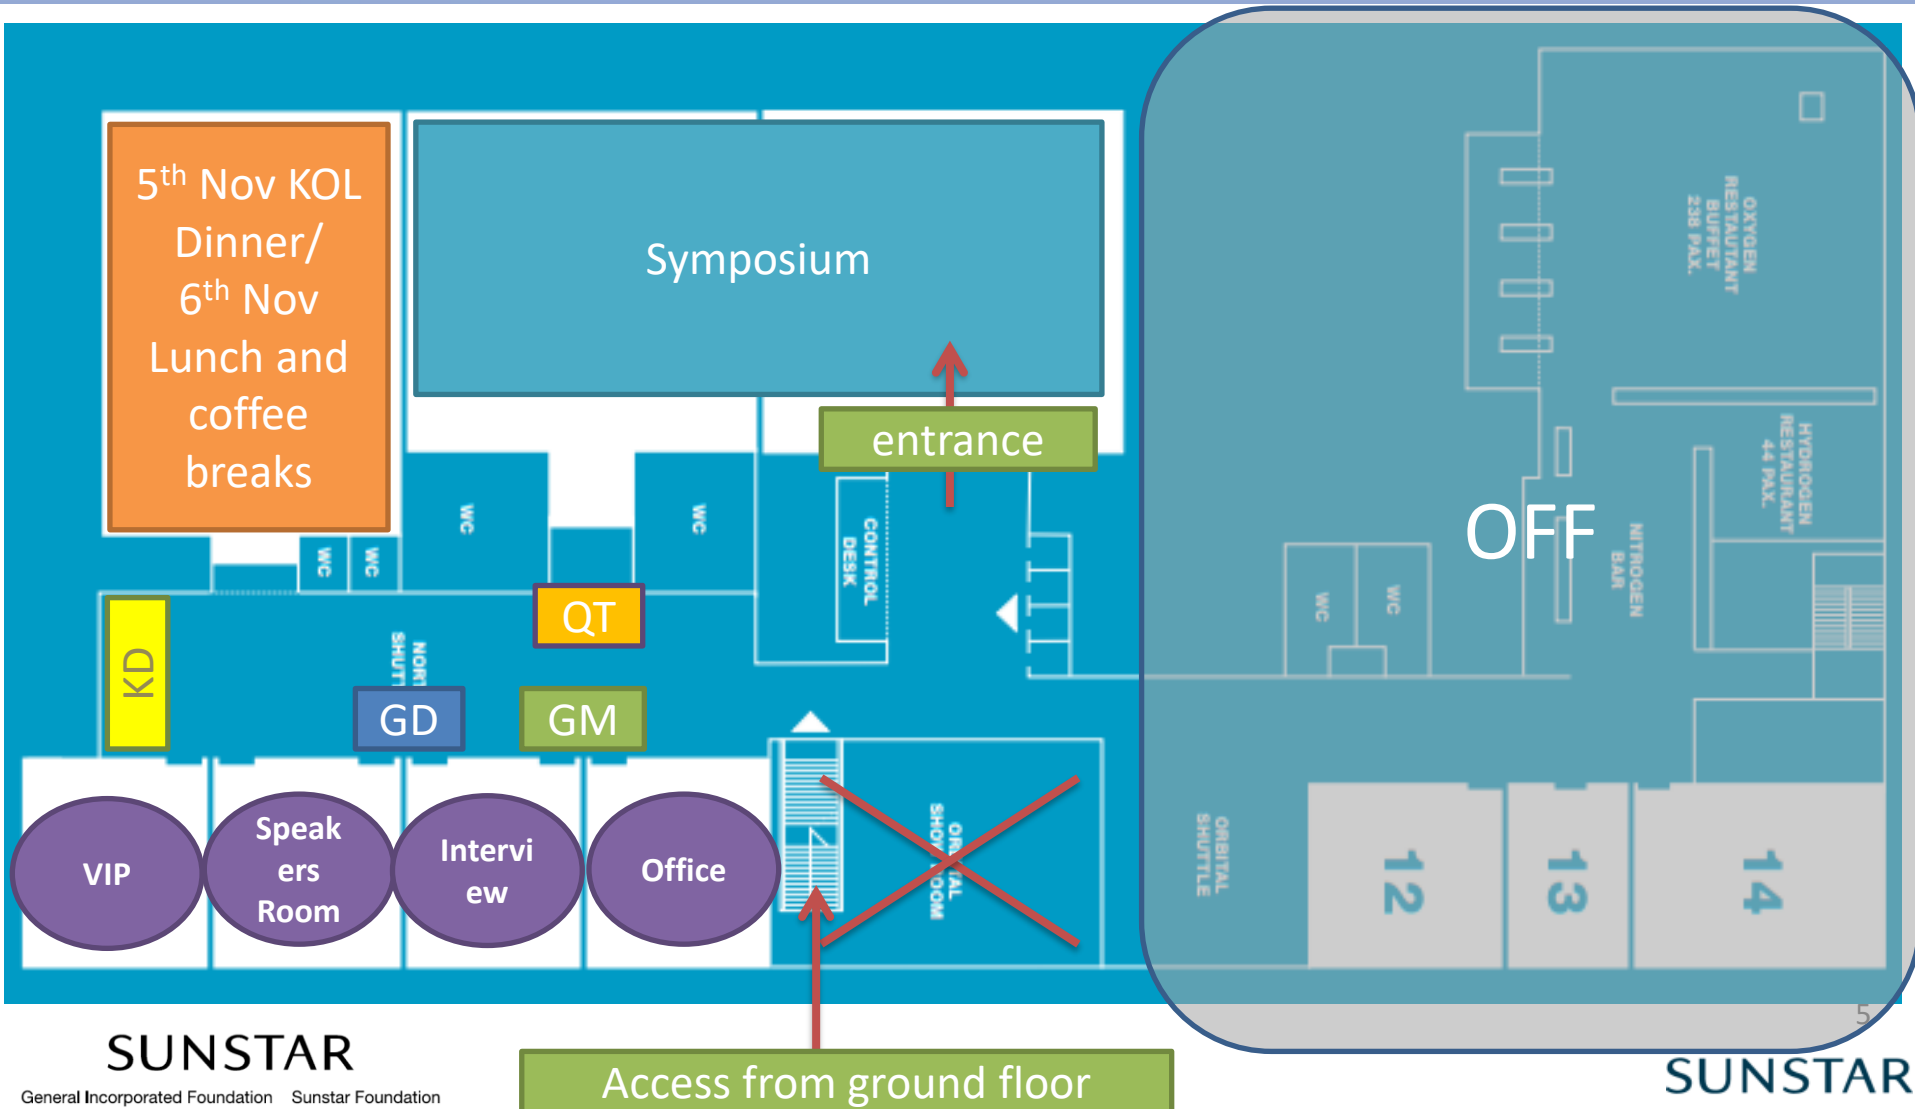 5th Nov KOL
Dinner/
6th Nov
Lunch and
coffee
breaks
Symposium
entrance
OFF
OXYGEN
RESTAUTANT
BUFFET
238 PAX.
HYDROGEN
RESTAURANT
44 PAX.
NITROGEN
BAR
WC
WC
WC
WC
CONTROL
DESK
WC
WC
QT
KD
GD
GM
VIP
Speak
ers
Room
Intervi
ew
Office
ORBITAL
SHUTTLE
12
13
14
5
SUNSTAR
General Incorporated Foundation Sunstar Foundation
Access from ground floor
SUNSTAR